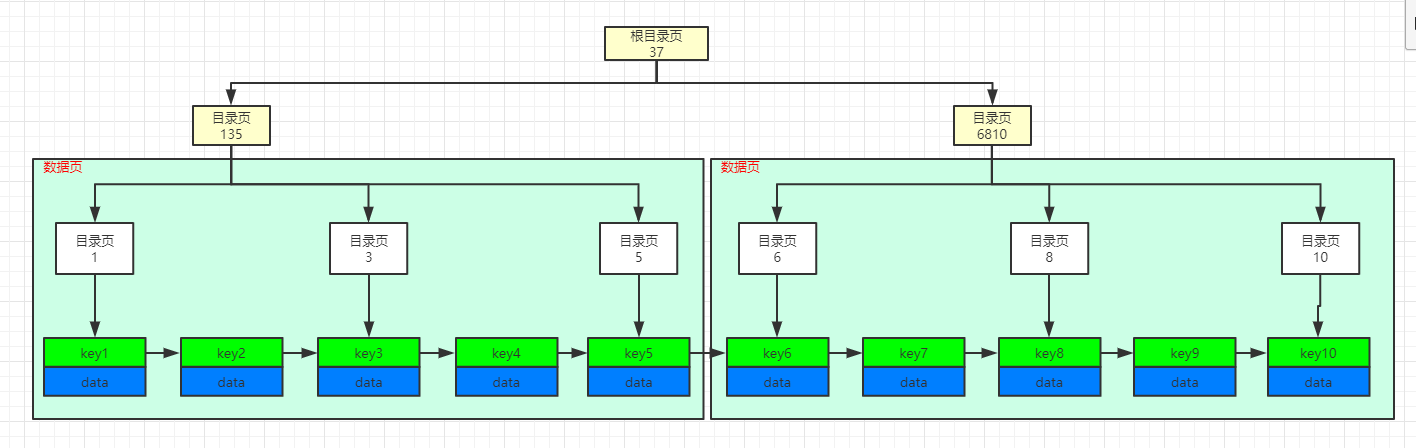 根目录页
37
目录页
135
目录页
6810
数据页
数据页
目录页
1
目录页
3
目录页
5
目录页
6
目录页
8
目录页
10
key1
key2
key3
key4
key5
key6
key7
key8
key9
key10
data
data
data
data
data
data
data
data
data
data